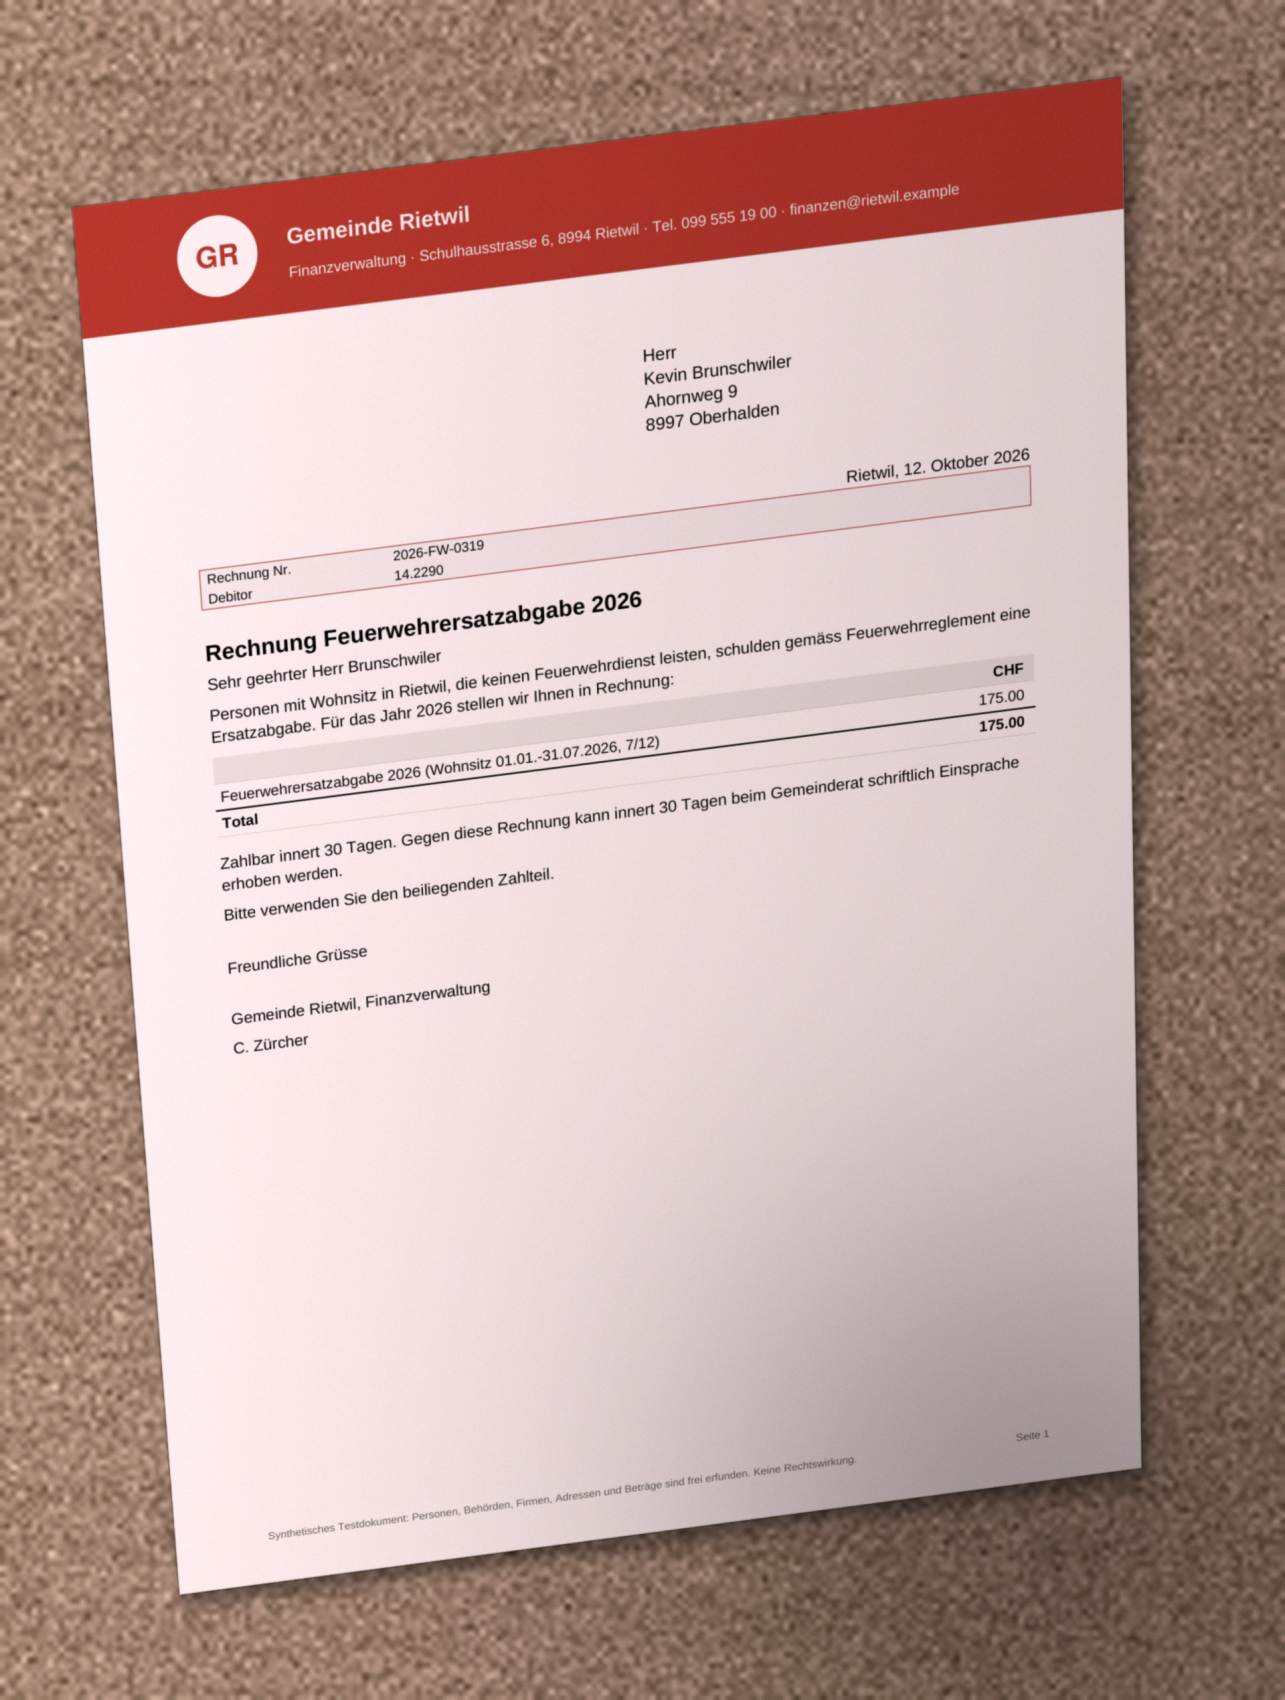 GR
Gemeinde Rietwil
Finanzverwaltung · Schulhausstrasse 6, 8994 Rietwil · Tel. 099 555 19 00 · finanzen@rietwil.example
Herr
Kevin Brunschwiler
Ahornweg 9
8997 Oberhalden
Rietwil, 12. Oktober 2026
Rechnung Nr. 2026-FW-0319
Debitor 14.2290
Rechnung Feuerwehrersatzabgabe 2026
Sehr geehrter Herr Brunschwiler
Personen mit Wohnsitz in Rietwil, die keinen Feuerwehrdienst leisten, schulden gemäss Feuerwehrreglement eine
Ersatzabgabe. Für das Jahr 2026 stellen wir Ihnen in Rechnung:
CHF
Feuerwehrersatzabgabe 2026 (Wohnsitz 01.01.-31.07.2026, 7/12) 175.00
Total 175.00
Zahlbar innert 30 Tagen. Gegen diese Rechnung kann innert 30 Tagen beim Gemeinderat schriftlich Einsprache
erhoben werden.
Bitte verwenden Sie den beiliegenden Zahlteil.
Freundliche Grüsse
Gemeinde Rietwil, Finanzverwaltung
C. Zürcher
Synthetisches Testdokument: Personen, Behörden, Firmen, Adressen und Beträge sind frei erfunden. Keine Rechtswirkung.
Seite 1